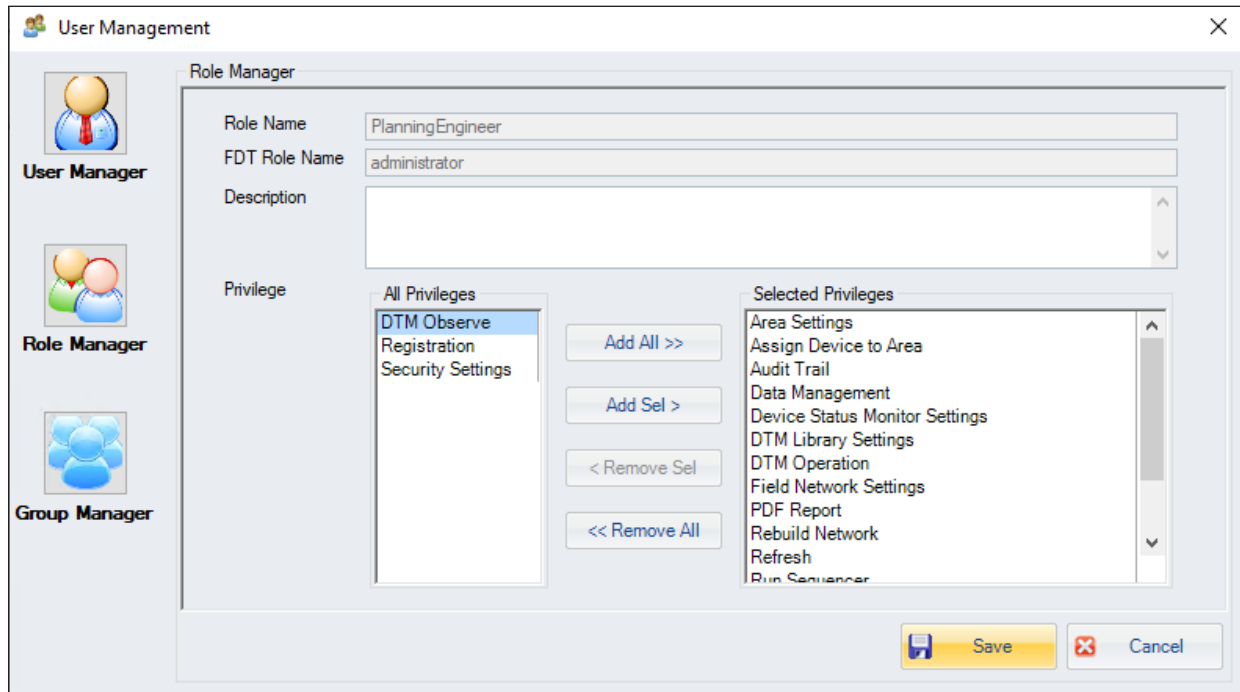 User Management
User Manager
Role Manager
Group Manager
Role Manager
Role Name
PlanningEngineer
FDT Role Name
administrator
Description
Privilege
All Privileges
DTM Observe
Registration
Security Settings
Add All >>
Add Sel >
< Remove Sel
<< Remove All
Selected Privileges
Area Settings
Assign Device to Area
Audit Trail
Data Management
Device Status Monitor Settings
DTM Library Settings
DTM Operation
Field Network Settings
PDF Report
Rebuild Network
Refresh
Run Sequencer
Save
Cancel